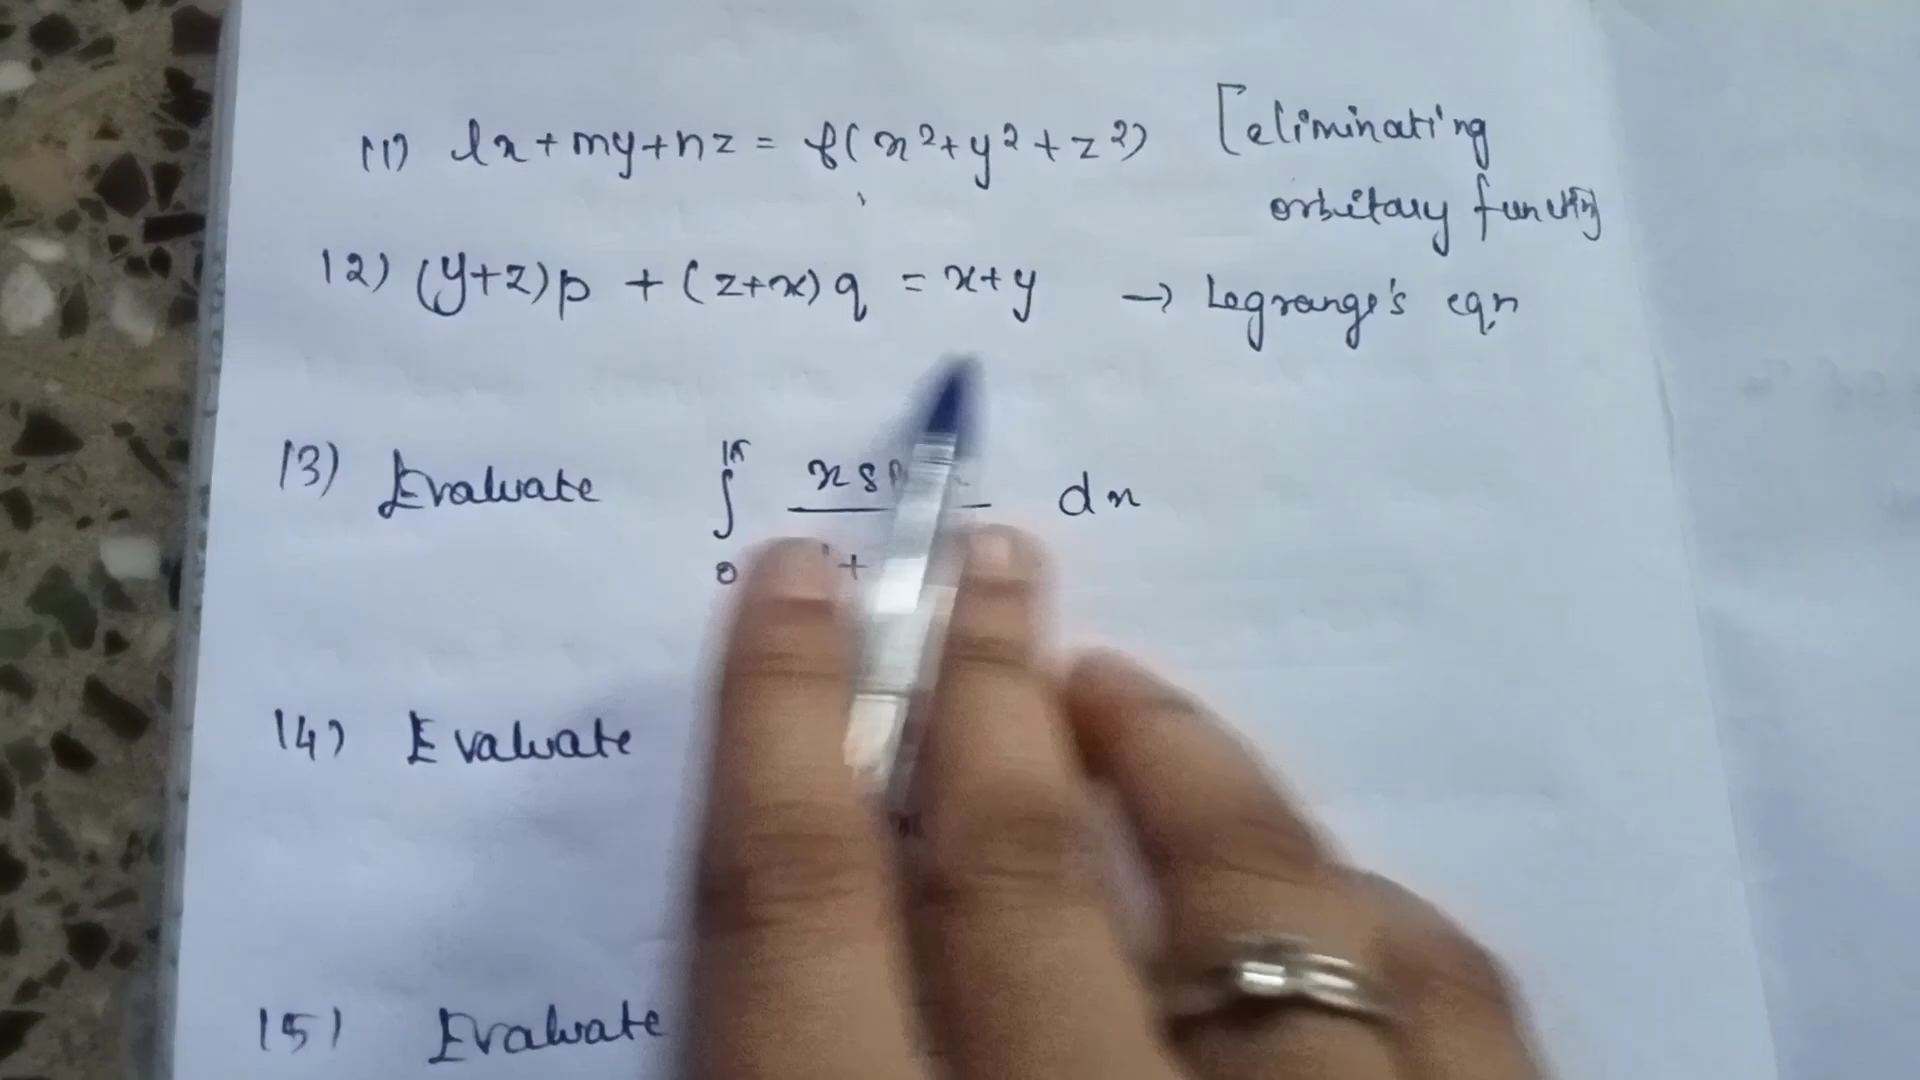 11) lx+my+nz = f(x²+y²+z²) [eliminating
orbitary function
12) (y+z)p + (z+x)q = x+y → Lagrange's eqn
13) Evaluate ∫ π 0 x dx
+
14) Evaluate
15) Evaluate